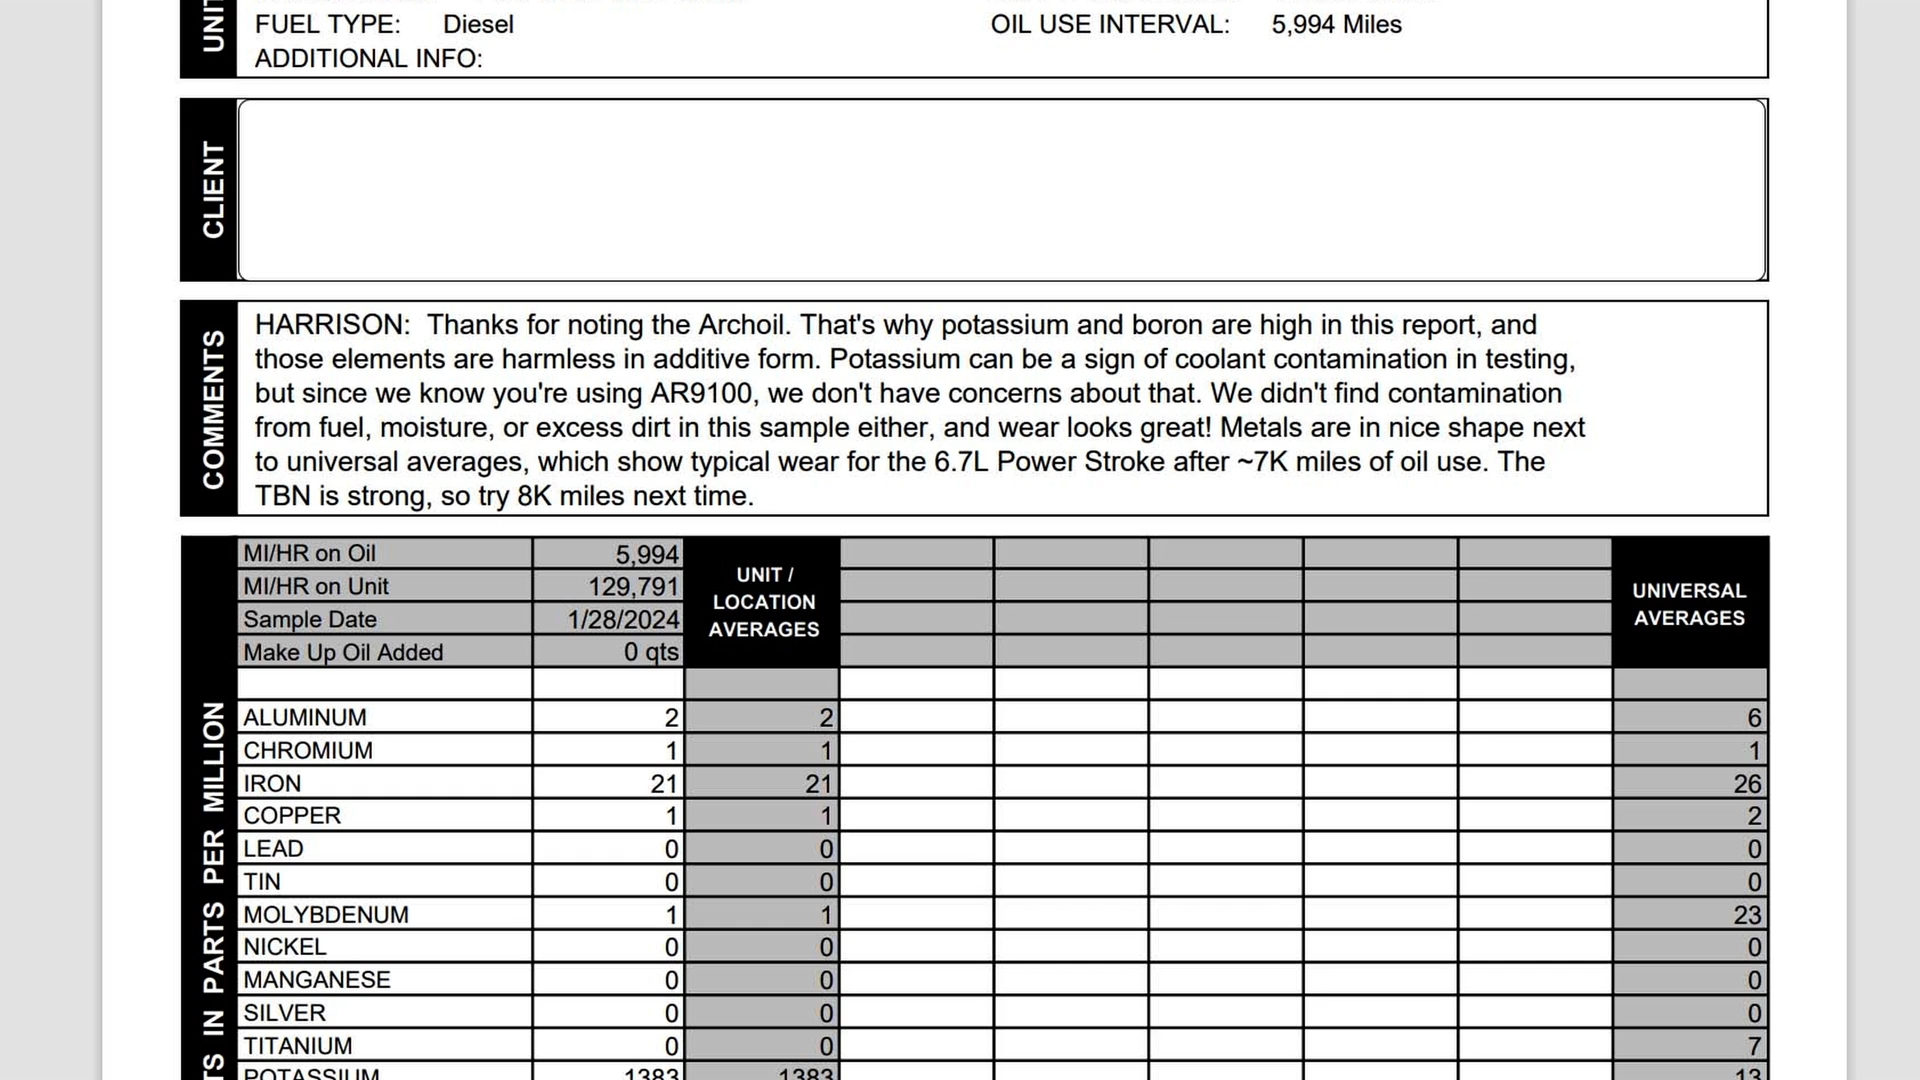 UNIT
FUEL TYPE: Diesel OIL USE INTERVAL: 5,994 Miles
ADDITIONAL INFO:
CLIENT
COMMENTS
HARRISON: Thanks for noting the Archoil. That's why potassium and boron are high in this report, and
those elements are harmless in additive form. Potassium can be a sign of coolant contamination in testing,
but since we know you're using AR9100, we don't have concerns about that. We didn't find contamination
from fuel, moisture, or excess dirt in this sample either, and wear looks great! Metals are in nice shape next
to universal averages, which show typical wear for the 6.7L Power Stroke after ~7K miles of oil use. The
TBN is strong, so try 8K miles next time.
MI/HR on Oil 5,994
MI/HR on Unit 129,791
Sample Date 1/28/2024
Make Up Oil Added 0 qts
UNIT /
LOCATION
AVERAGES
UNIVERSAL
AVERAGES
TS IN PARTS PER MILLION
ALUMINUM 2 2 6
CHROMIUM 1 1 1
IRON 21 21 26
COPPER 1 1 2
LEAD 0 0 0
TIN 0 0 0
MOLYBDENUM 1 1 23
NICKEL 0 0 0
MANGANESE 0 0 0
SILVER 0 0 0
TITANIUM 0 0 7
POTASSIUM 1383 1383 13